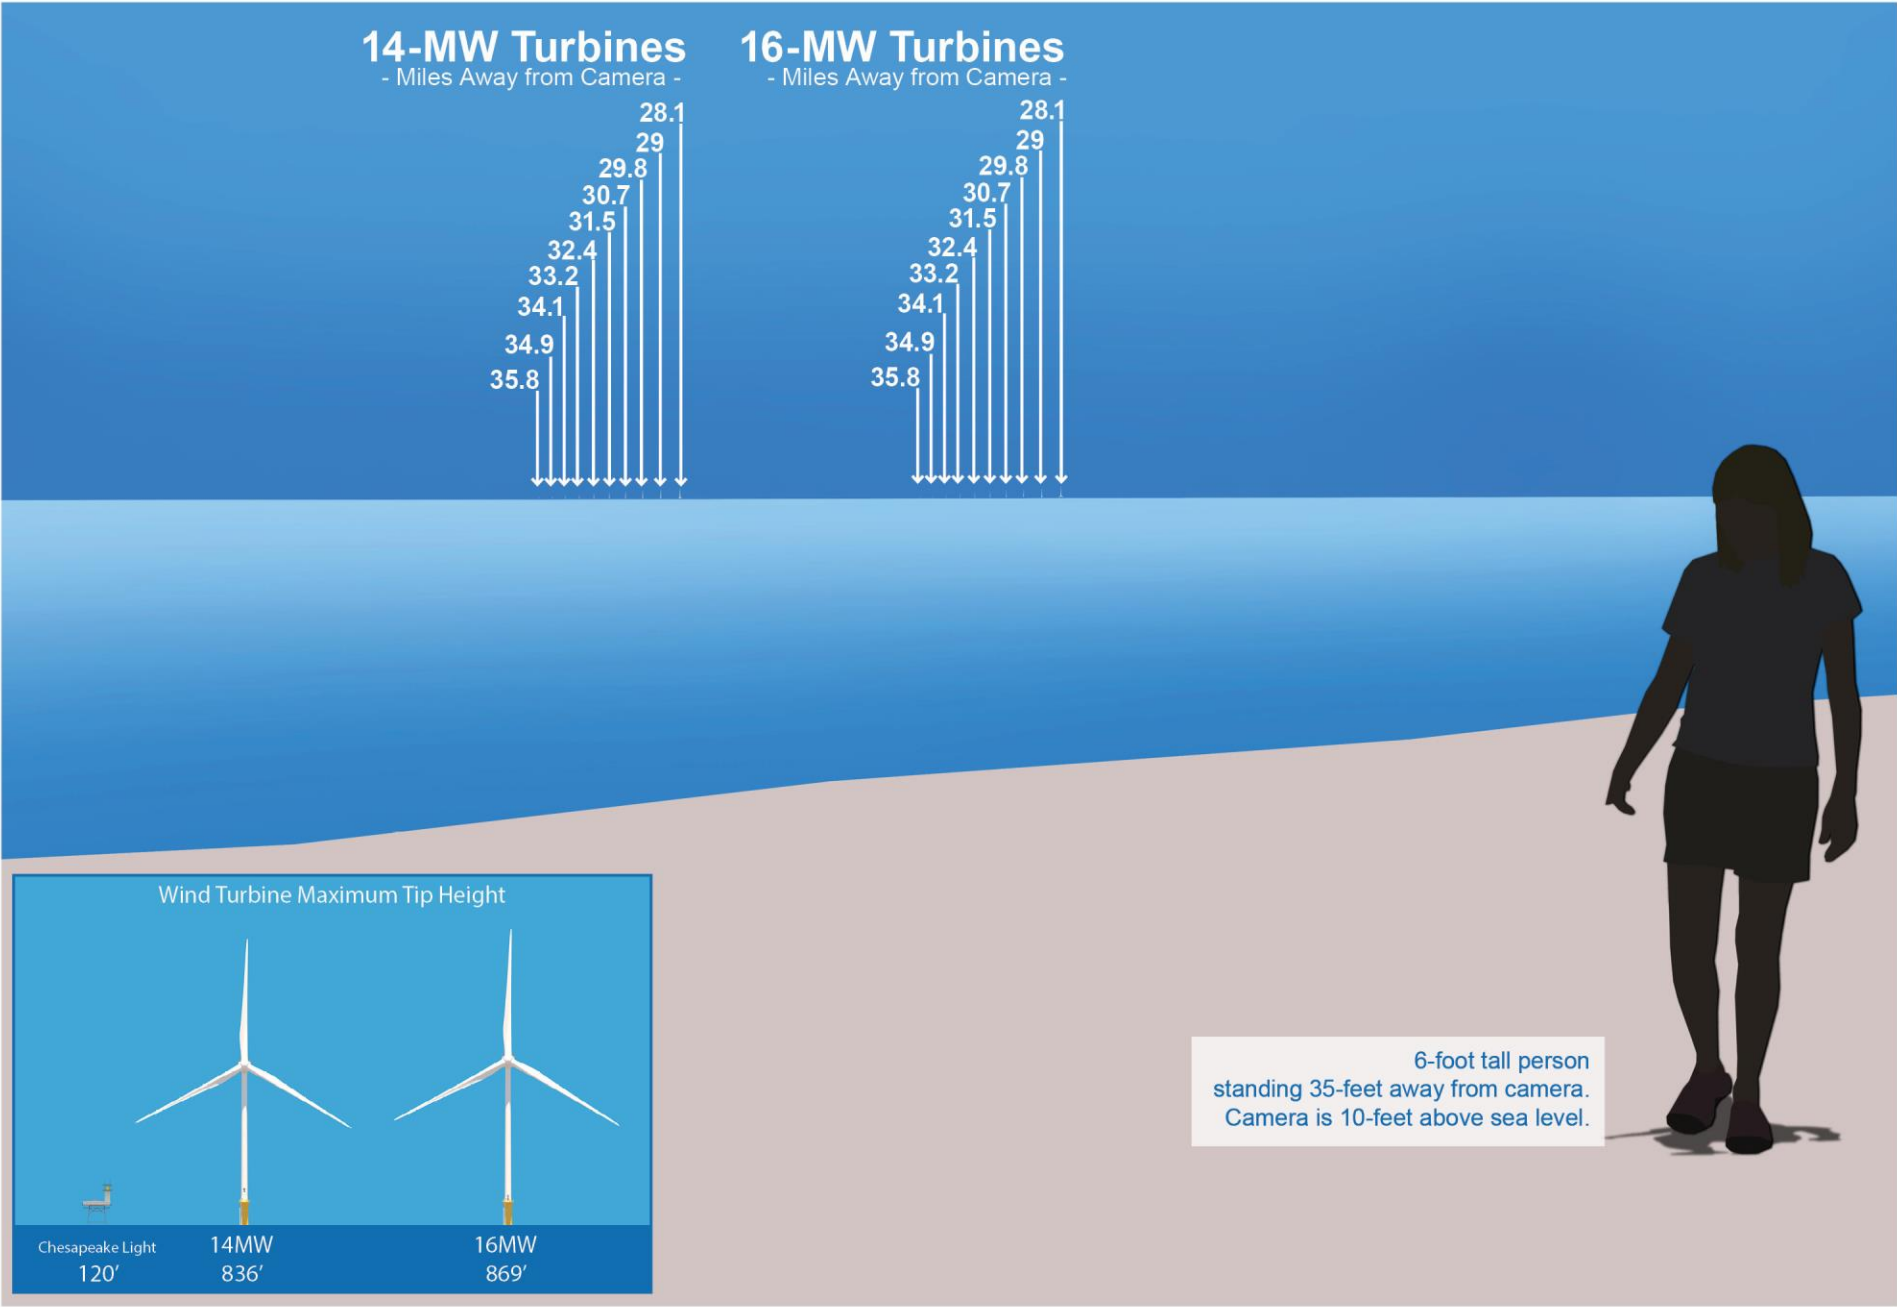 14-MW Turbines
- Miles Away from Camera -
28.1
29
29.8
30.7
31.5
32.4
33.2
34.1
34.9
35.8
16-MW Turbines
- Miles Away from Camera -
28.1
29
29.8
30.7
31.5
32.4
33.2
34.1
34.9
35.8
Wind Turbine Maximum Tip Height
Chesapeake Light
120’
14MW
836’
16MW
869’
6-foot tall person
standing 35-feet away from camera.
Camera is 10-feet above sea level.